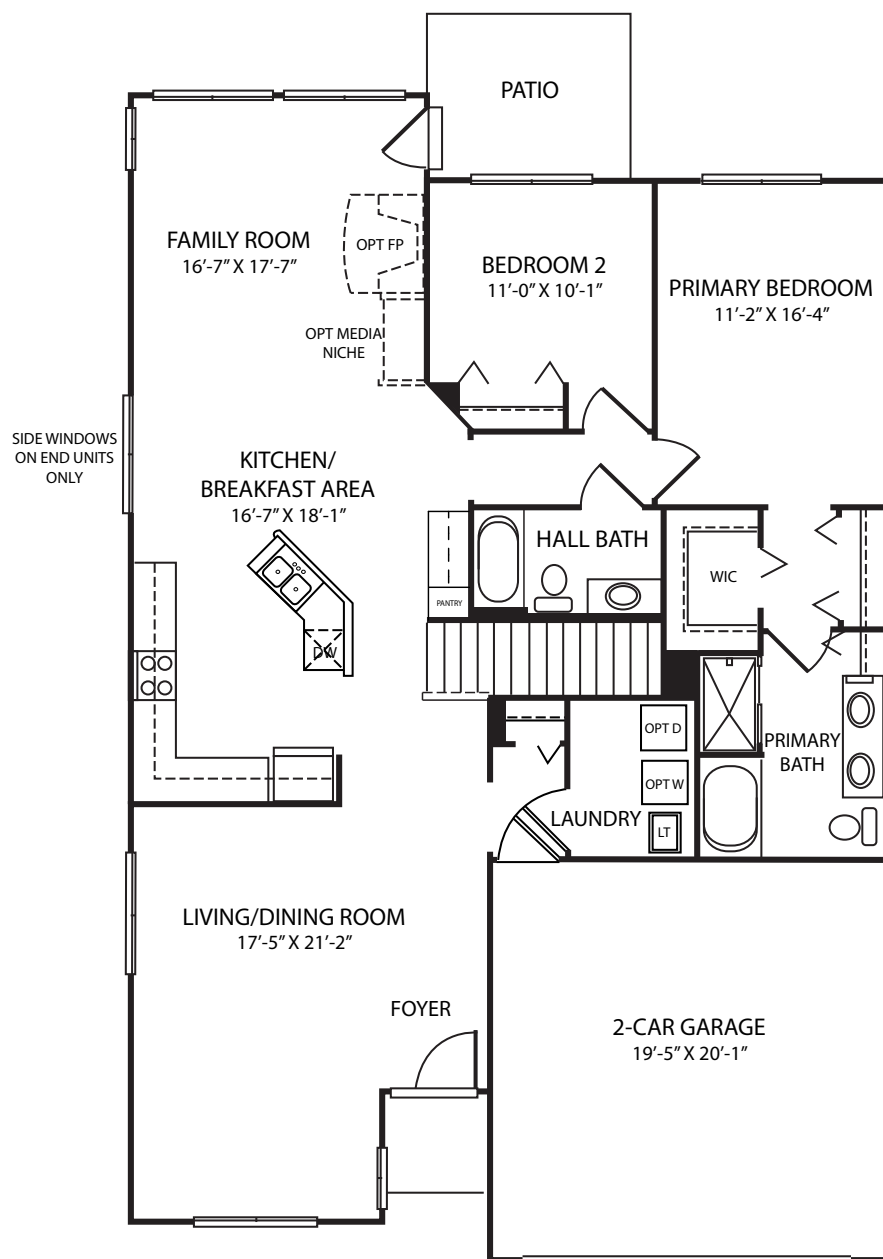 PATIO
FAMILY ROOM
16’-7” X 17’-7”
OPT FP
BEDROOM 2
11’-0” X 10’-1”
PRIMARY BEDROOM
11’-2” X 16’-4”
OPT MEDIA
NICHE
SIDE WINDOWS
ON END UNITS
ONLY
KITCHEN/
BREAKFAST AREA
16’-7” X 18’-1”
HALL BATH
WIC
PANTRY
DW
OPT D
PRIMARY
BATH
OPT W
LAUNDRY
LT
LIVING/DINING ROOM
17’-5” X 21’-2”
FOYER
2-CAR GARAGE
19’-5” X 20’-1”